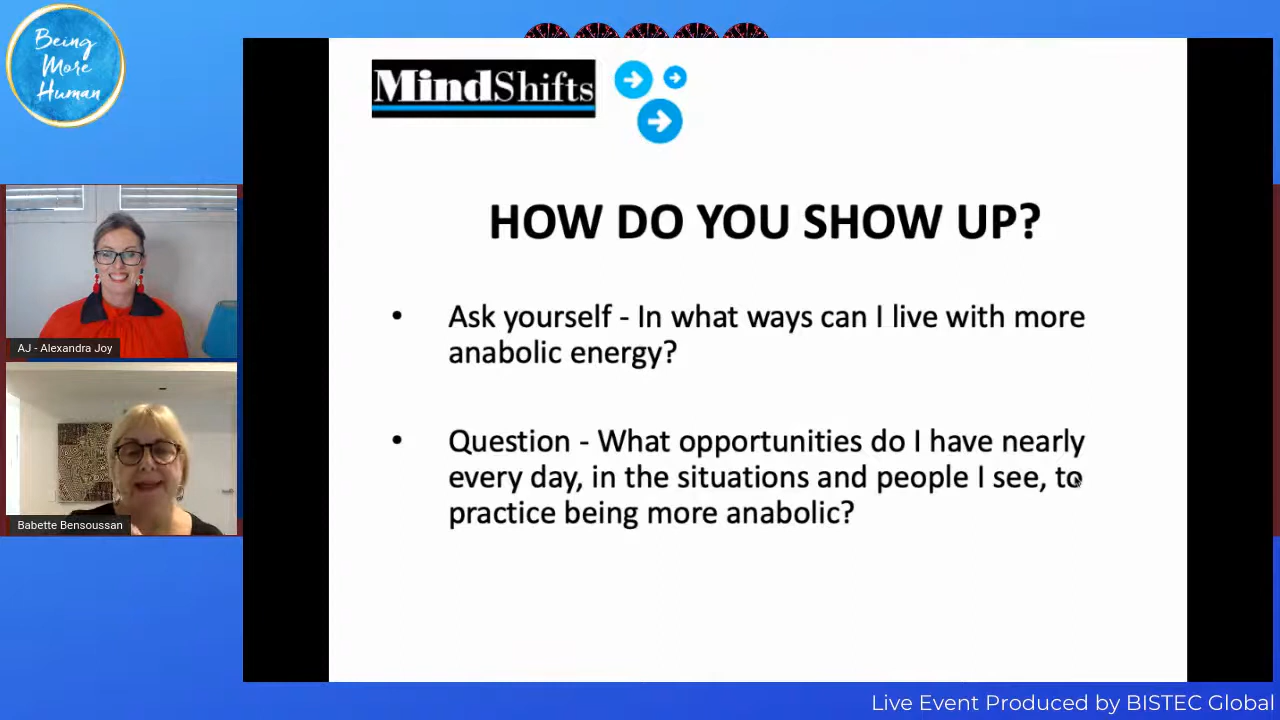 Being
More
Human
MindShifts
HOW DO YOU SHOW UP?
• Ask yourself - In what ways can I live with more
anabolic energy?
• Question - What opportunities do I have nearly
every day, in the situations and people I see, to
practice being more anabolic?
AJ - Alexandra Joy
Babette Bensoussan
Live Event Produced by BISTEC Global